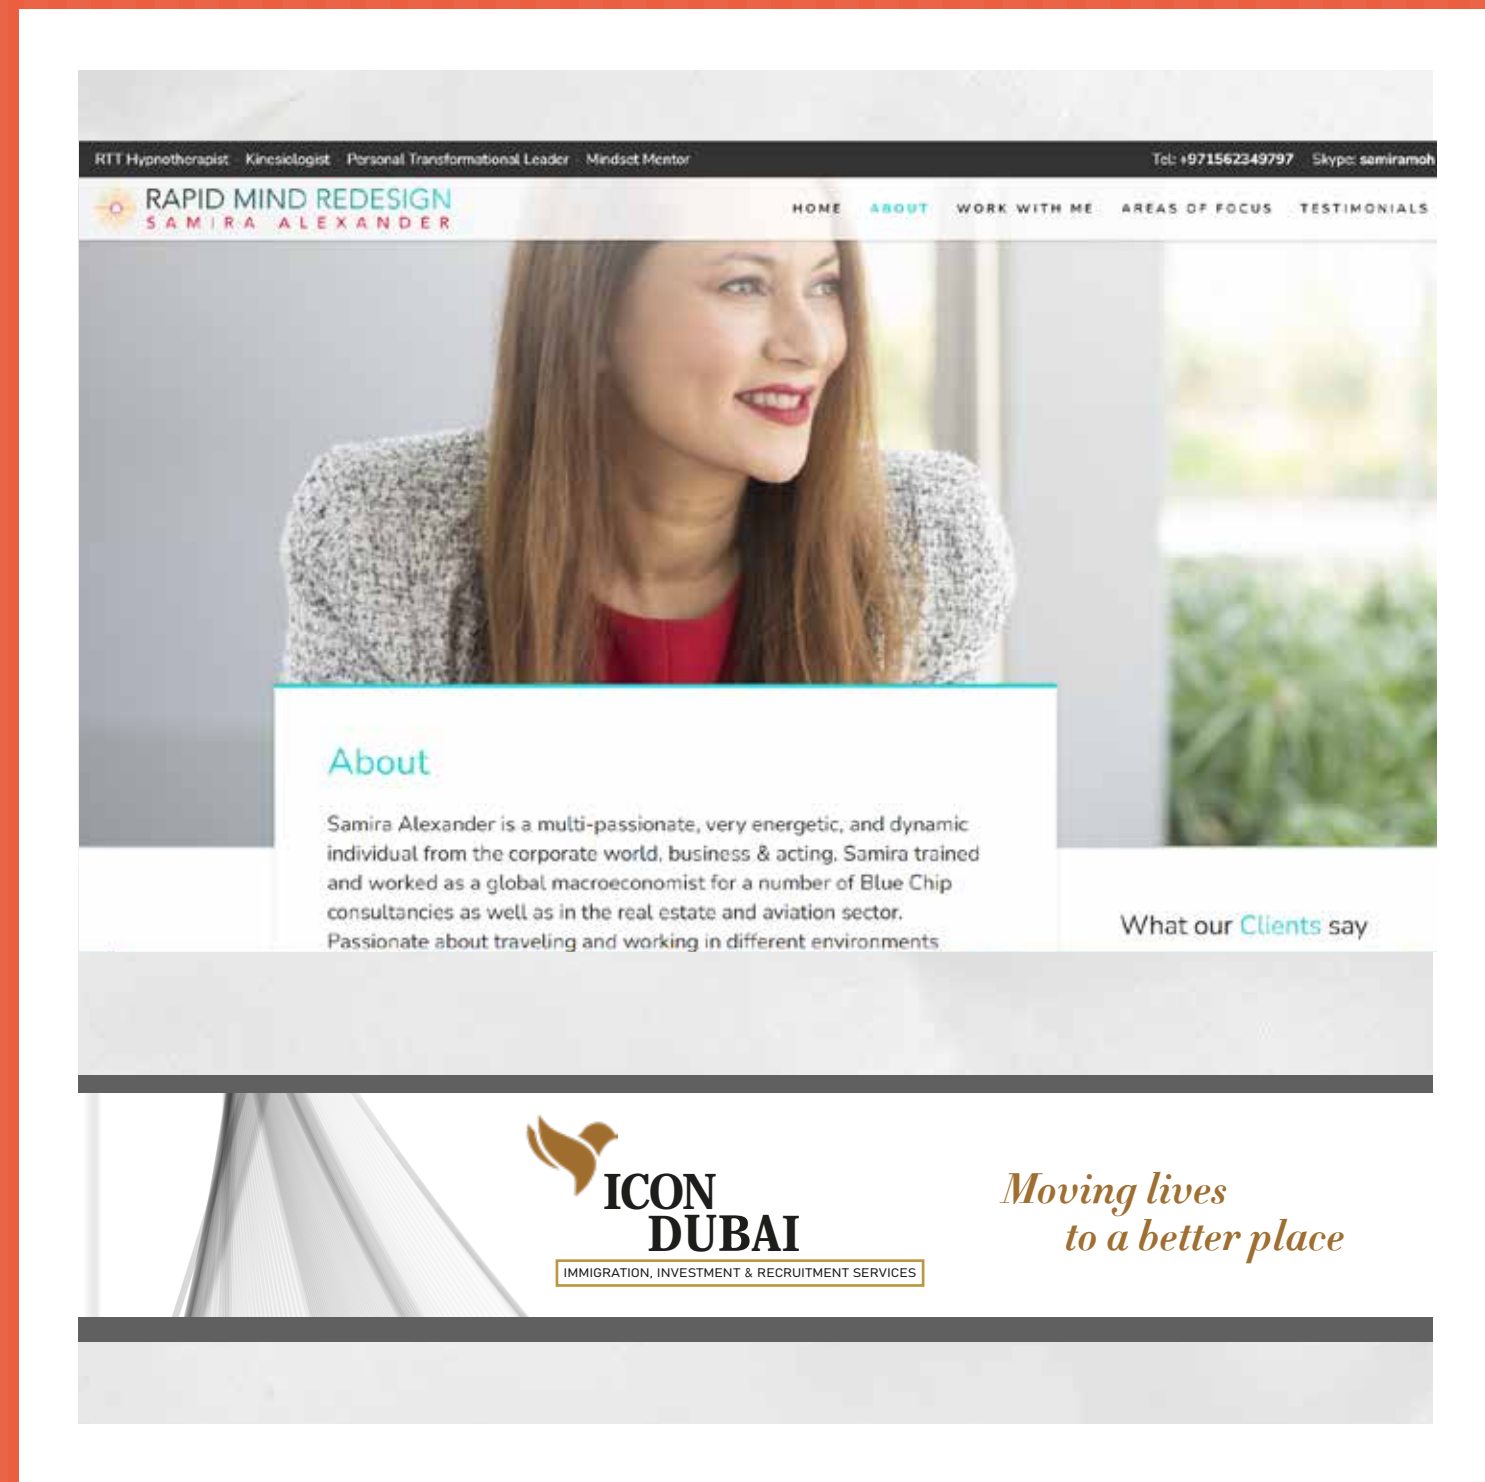 RTT Hypnotherapist Kinesiologist Personal Transformational Leader Mindset Mentor
Tel: +971562349797 Skype: samiramoh
RAPID MIND REDESIGN
SAMIRA ALEXANDER
HOME ABOUT WORK WITH ME AREAS OF FOCUS TESTIMONIALS
About
Samira Alexander is a multi-passionate, very energetic, and dynamic
individual from the corporate world, business & acting. Samira trained
and worked as a global macroeconomist for a number of Blue Chip
consultancies as well as in the real estate and aviation sector.
Passionate about traveling and working in different environments
What our Clients say
ICON
DUBAI
IMMIGRATION, INVESTMENT & RECRUITMENT SERVICES
Moving lives
to a better place